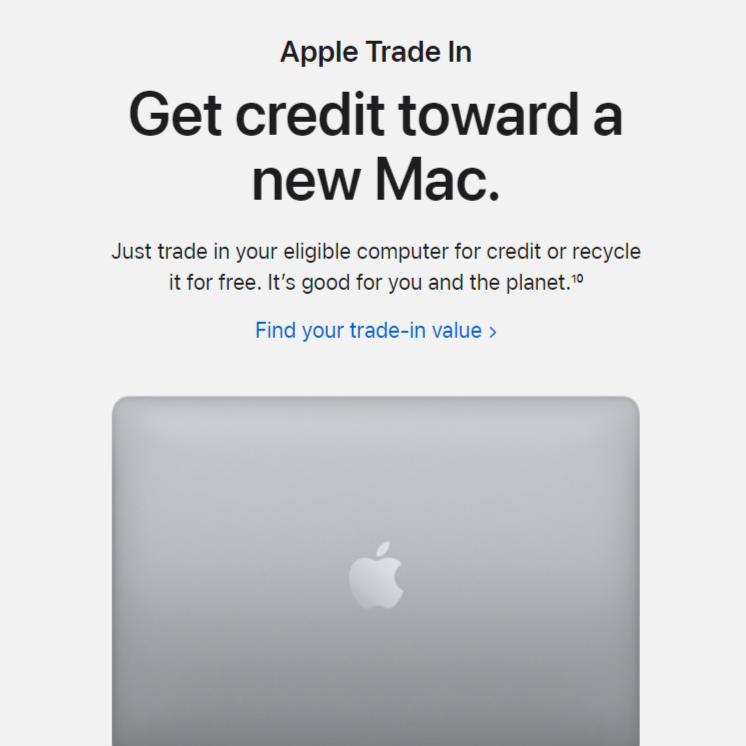 Apple Trade In
Get credit toward a
new Mac.
Just trade in your eligible computer for credit or recycle
it for free. It’s good for you and the planet.¹⁰
Find your trade-in value >